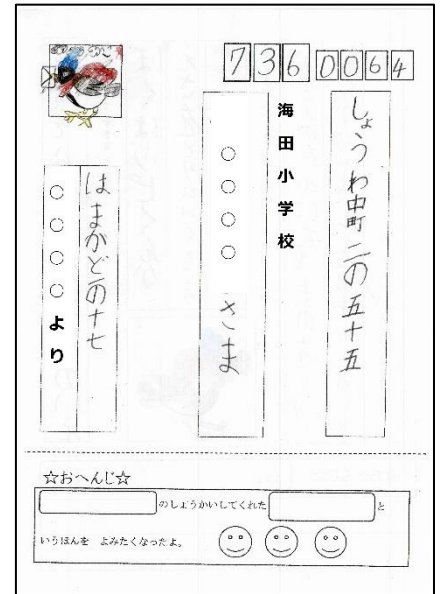 7360064
しょうわ中町二の五十五
海田小学校
○○○○ さま
はまかどの十七
○○○○ より
☆おへんじ☆
のしょうかいしてくれた と
いうほんを よみたくなったよ。